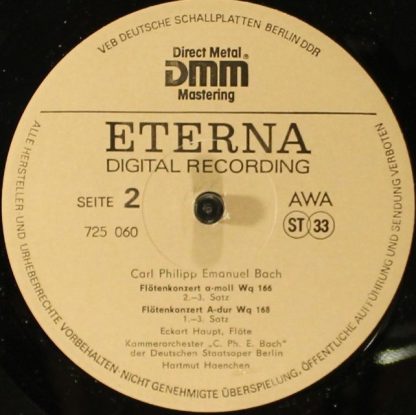 VEB DEUTSCHE SCHALLPLATTEN BERLIN DDR
Direct Metal
DMM®
Mastering
ETERNA
DIGITAL RECORDING
SEITE 2
AWA
725 060
ST 33
Carl Philipp Emanuel Bach
Flötenkonzert a-moll Wq 166
2.–3. Satz
Flötenkonzert A-dur Wq 168
1.–3. Satz
Eckart Haupt, Flöte
Kammerorchester „C. Ph. E. Bach"
der Deutschen Staatsoper Berlin
Hartmut Haenchen
ALLE HERSTELLER- UND URHEBERRECHTE VORBEHALTEN · NICHT GENEHMIGTE ÜBERSPIELUNG, ÖFFENTLICHE AUFFÜHRUNG UND SENDUNG VERBOTEN